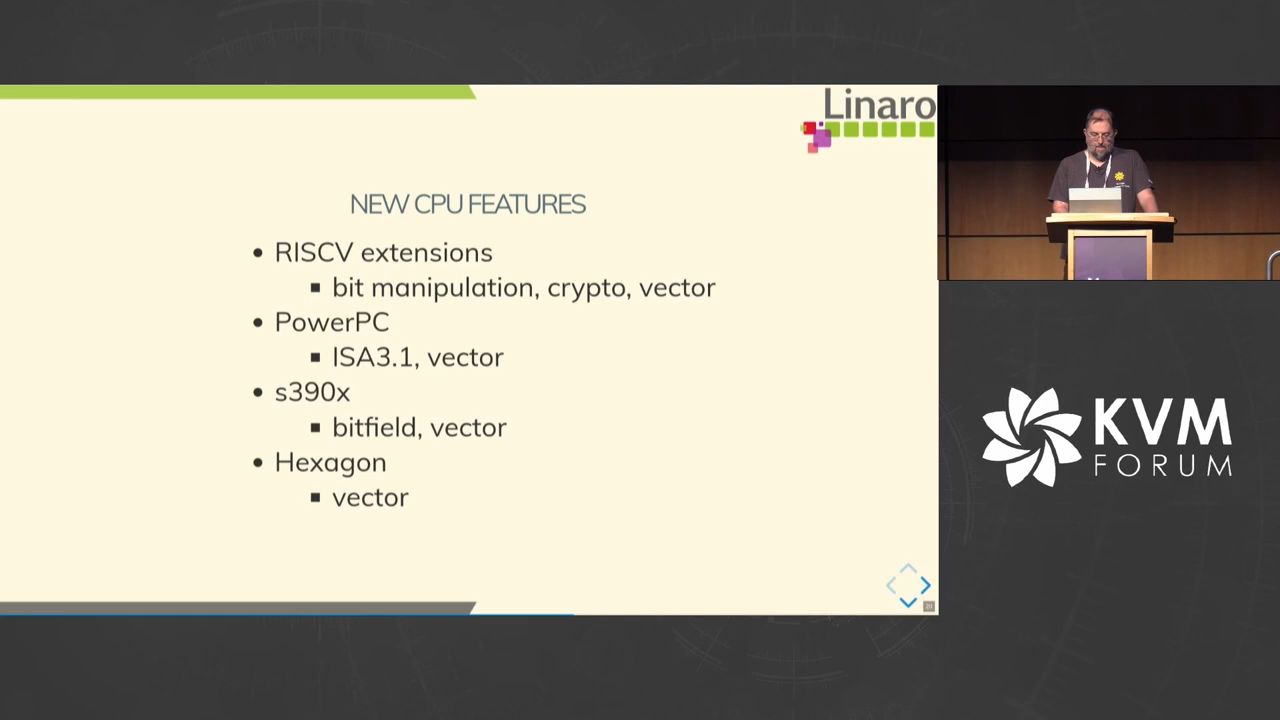 Linaro
NEW CPU FEATURES
• RISCV extensions
▪ bit manipulation, crypto, vector
• PowerPC
▪ ISA3.1, vector
• s390x
▪ bitfield, vector
• Hexagon
▪ vector
20
KVM
FORUM